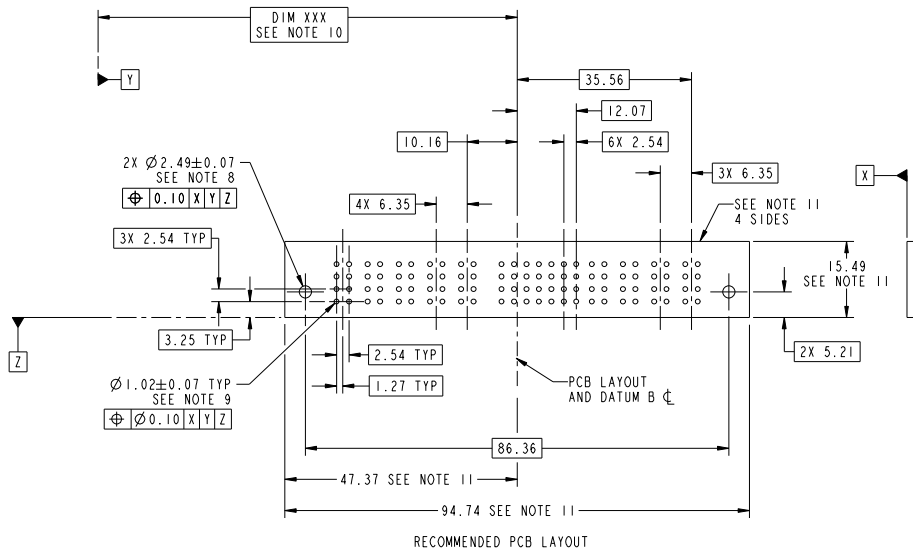 DIM XXX
SEE NOTE 10
Y
35.56
12.07
10.16
6X 2.54
2X Ø2.49±0.07
SEE NOTE 8
⌖ 0.10 X Y Z
3X 6.35
X
4X 6.35
SEE NOTE 11
4 SIDES
3X 2.54 TYP
15.49
SEE NOTE 11
3.25 TYP
Z
2.54 TYP
2X 5.21
Ø1.02±0.07 TYP
SEE NOTE 9
⌖ Ø0.10 X Y Z
1.27 TYP
PCB LAYOUT
AND DATUM B ℄
86.36
47.37 SEE NOTE 11
94.74 SEE NOTE 11
RECOMMENDED PCB LAYOUT